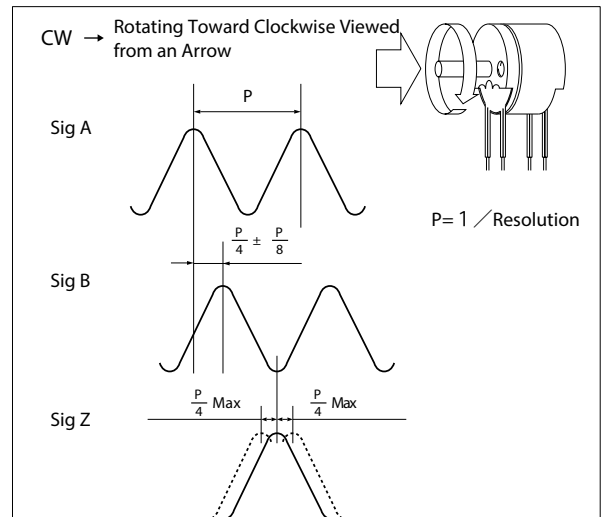 CW → Rotating Toward Clockwise Viewed
from an Arrow
P
Sig A
P= 1 ／Resolution
P/4 ± P/8
Sig B
P/4 Max
P/4 Max
Sig Z